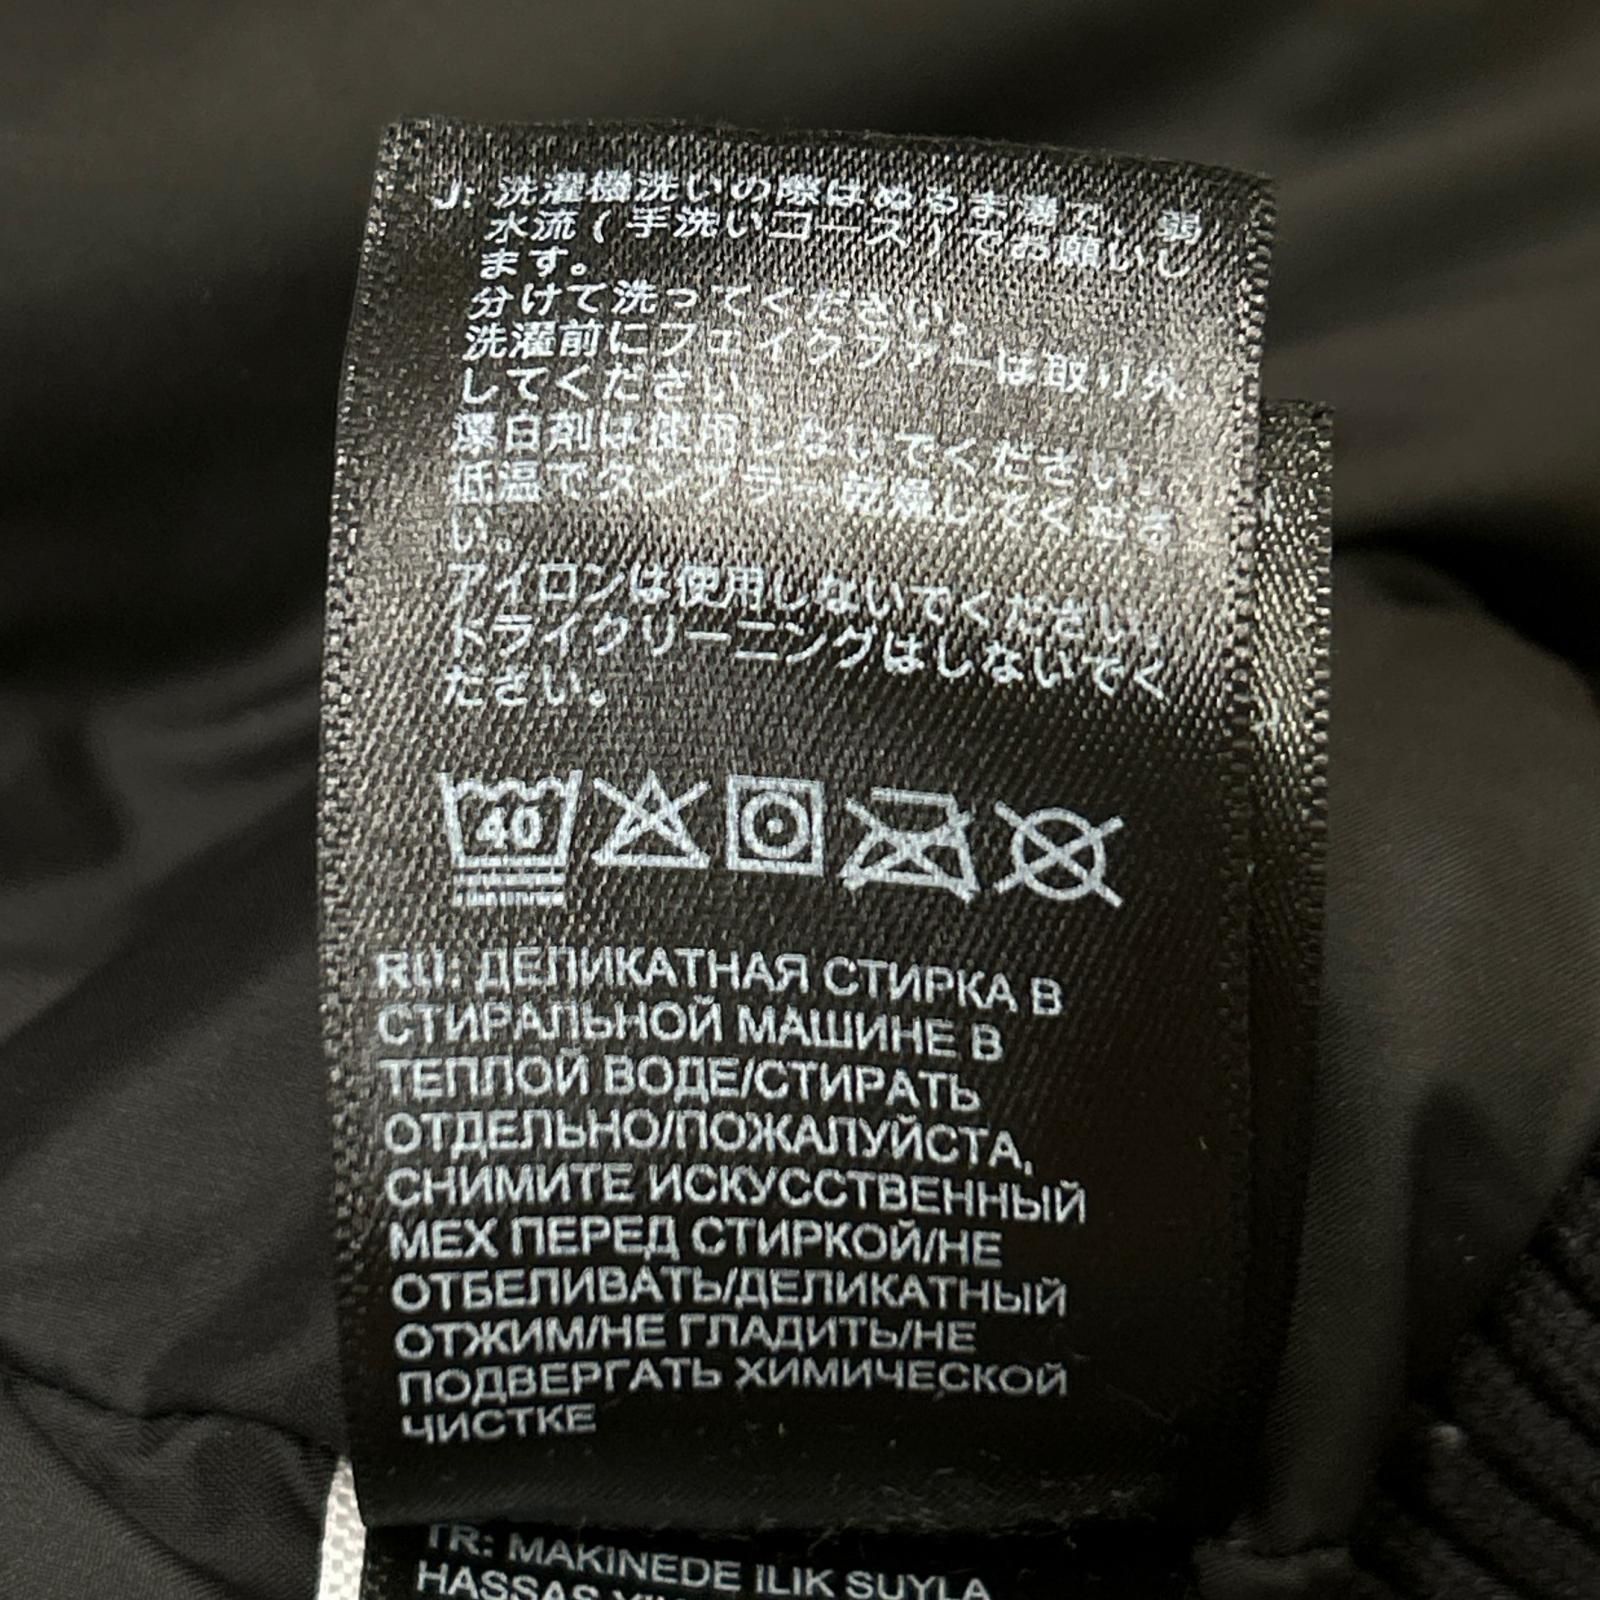 J: 洗濯機洗いの際はぬるま湯で、弱
水流(手洗いコース)でお願いし
ます。
分けて洗ってください。
洗濯前にフェイクファーは取り外
してください。
漂白剤は使用しないでください。
低温でタンブラー乾燥してくださ
い。
アイロンは使用しないでください。
ドライクリーニングはしないでく
ださい。
40
RU: ДЕЛИКАТНАЯ СТИРКА В
СТИРАЛЬНОЙ МАШИНЕ В
ТЕПЛОЙ ВОДЕ/СТИРАТЬ
ОТДЕЛЬНО/ПОЖАЛУЙСТА,
СНИМИТЕ ИСКУССТВЕННЫЙ
МЕХ ПЕРЕД СТИРКОЙ/НЕ
ОТБЕЛИВАТЬ/ДЕЛИКАТНЫЙ
ОТЖИМ/НЕ ГЛАДИТЬ/НЕ
ПОДВЕРГАТЬ ХИМИЧЕСКОЙ
ЧИСТКЕ
TR: MAKINEDE ILIK SUYLA
HASSAS